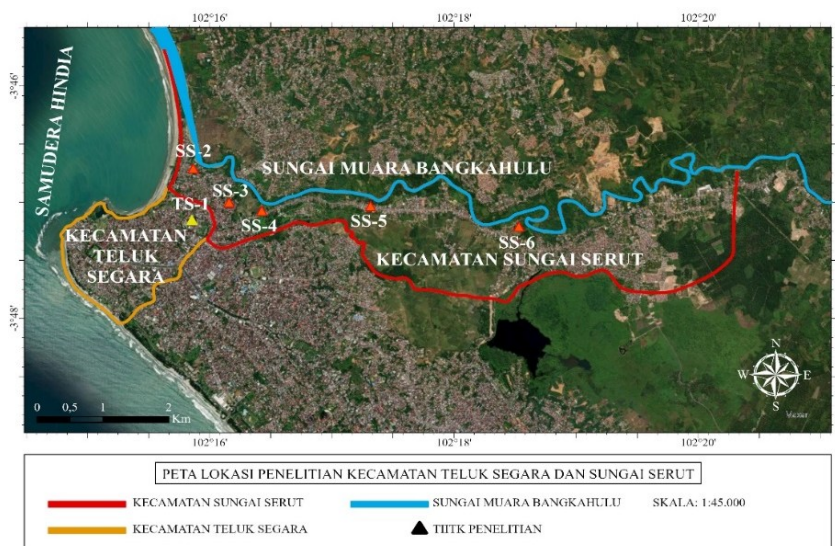 102°16'
102°18'
102°20'
-3°46'
-3°48'
SAMUDERA HINDIA
SS-2
SUNGAI MUARA BANGKAHULU
SS-3
TS-1
SS-4
SS-5
SS-6
KECAMATAN
TELUK
SEGARA
KECAMATAN SUNGAI SERUT
N
W E
S
0 0,5 1 2
Km
102°16'
102°18'
102°20'
PETA LOKASI PENELITIAN KECAMATAN TELUK SEGARA DAN SUNGAI SERUT
KECAMATAN SUNGAI SERUT
SUNGAI MUARA BANGKAHULU
SKALA: 1:45.000
KECAMATAN TELUK SEGARA
TIITK PENELITIAN